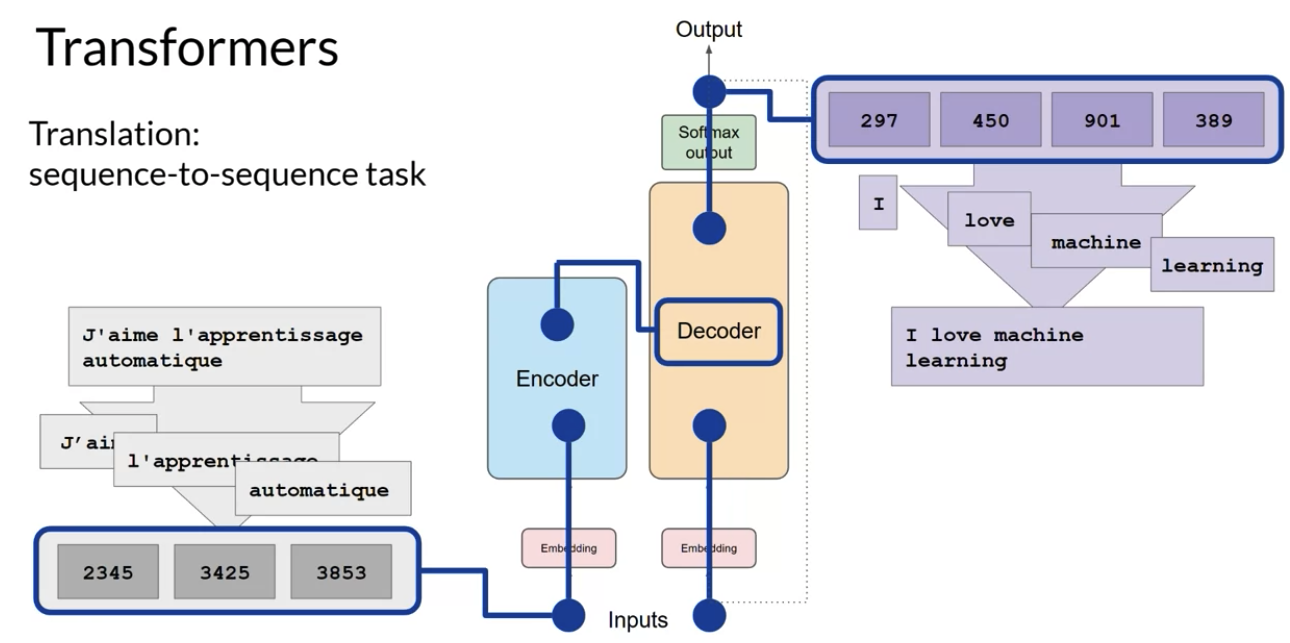 Transformers
Translation:
sequence-to-sequence task
J'aime l'apprentissage
automatique
l'apprentissage
automatique
2345 3425 3853
Output
Softmax
output
Decoder
Encoder
Embedding
Embedding
Inputs
297 450 901 389
I
love
machine
learning
I love machine
learning